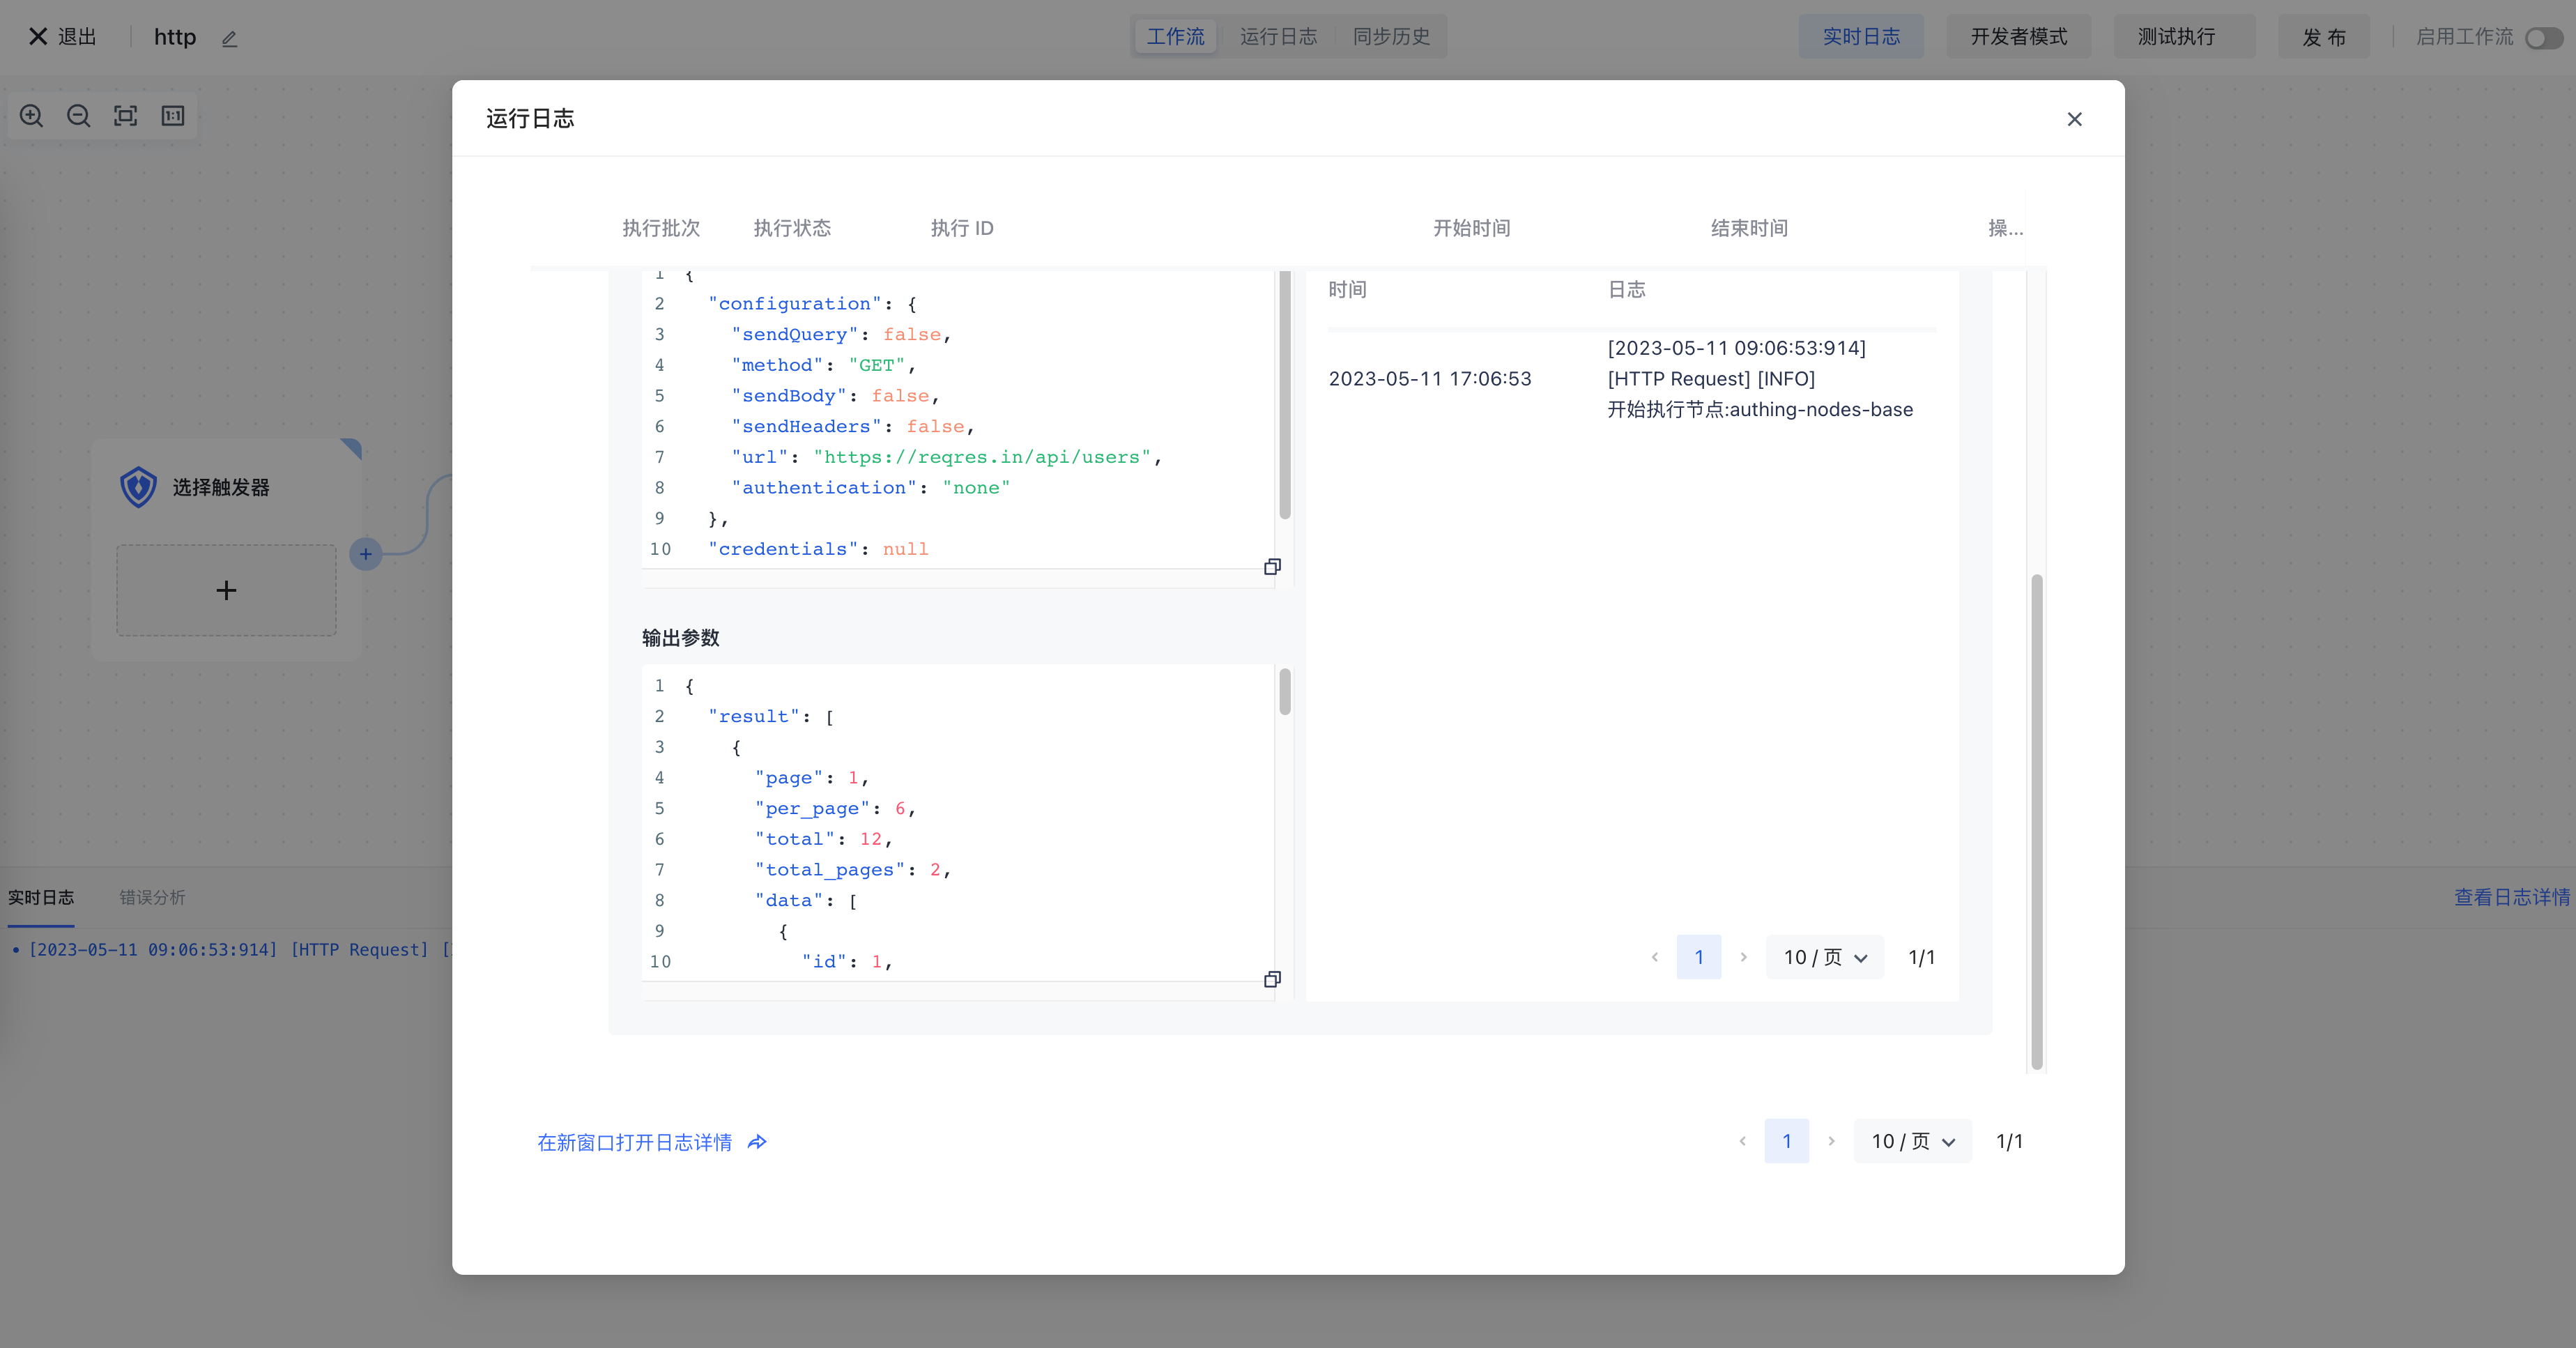 退出
http
工作流
运行日志
同步历史
实时日志
开发者模式
测试执行
发 布
启用工作流
1:1
选择触发器
运行日志
执行批次
执行状态
执行 ID
开始时间
结束时间
操...
1 {
2 "configuration": {
3 "sendQuery": false,
4 "method": "GET",
5 "sendBody": false,
6 "sendHeaders": false,
7 "url": "https://reqres.in/api/users",
8 "authentication": "none"
9 },
10 "credentials": null
输出参数
1 {
2 "result": [
3 {
4 "page": 1,
5 "per_page": 6,
6 "total": 12,
7 "total_pages": 2,
8 "data": [
9 {
10 "id": 1,
时间
日志
2023-05-11 17:06:53
[2023-05-11 09:06:53:914]
[HTTP Request] [INFO]
开始执行节点:authing-nodes-base
1
10 / 页
1/1
在新窗口打开日志详情
1
10 / 页
1/1
实时日志
错误分析
查看日志详情
[2023-05-11 09:06:53:914] [HTTP Request] [